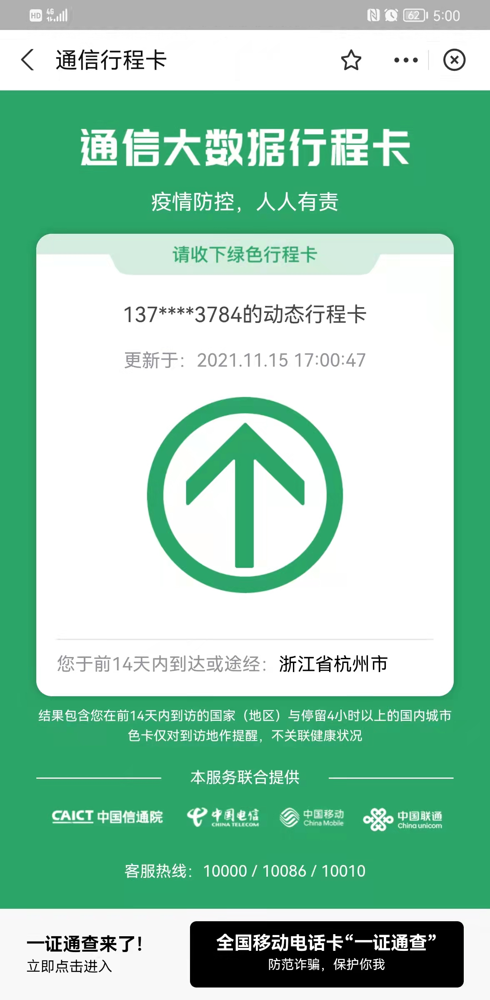 HD 4G 62 5:00
通信行程卡
通信大数据行程卡
疫情防控，人人有责
请收下绿色行程卡
137****3784的动态行程卡
更新于：2021.11.15 17:00:47
您于前14天内到达或途经：浙江省杭州市
结果包含您在前14天内到访的国家（地区）与停留4小时以上的国内城市
色卡仅对到访地作提醒，不关联健康状况
本服务联合提供
CAICT 中国信通院 中国电信 CHINA TELECOM 中国移动 China Mobile 中国联通 China unicom
客服热线：10000 / 10086 / 10010
一证通查来了！
立即点击进入
全国移动电话卡“一证通查”
防范诈骗，保护你我